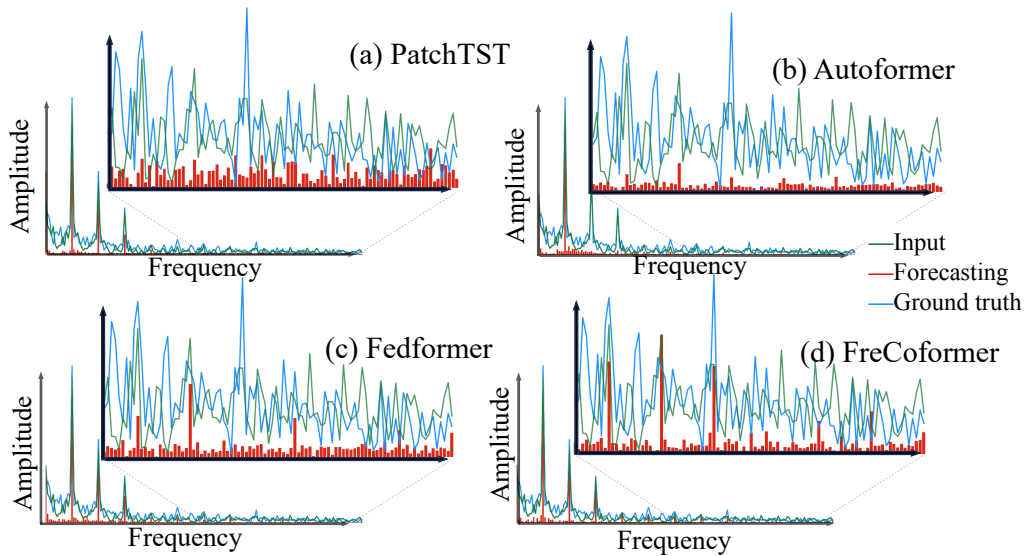 (a) PatchTST
Amplitude
Frequency
(b) Autoformer
Amplitude
Frequency
Input
Forecasting
Ground truth
(c) Fedformer
Amplitude
Frequency
(d) FreCoformer
Amplitude
Frequency